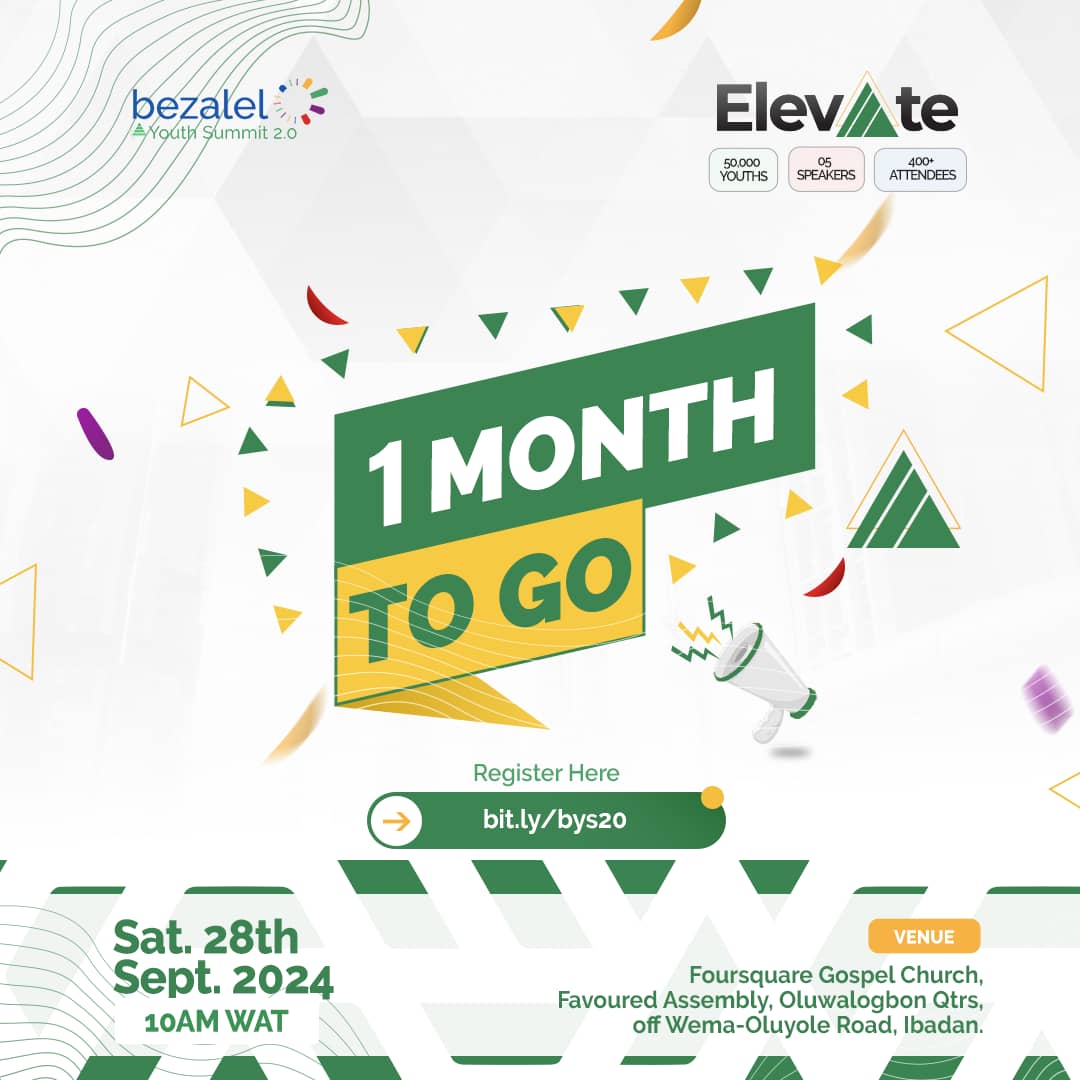 bezalel
Youth Summit 2.0
Elevate
50,000
YOUTHS
05
SPEAKERS
400+
ATTENDEES
1 MONTH
TO GO
Register Here
bit.ly/bys20
Sat. 28th
Sept. 2024
10AM WAT
VENUE
Foursquare Gospel Church,
Favoured Assembly, Oluwalogbon Qtrs,
off Wema-Oluyole Road, Ibadan.